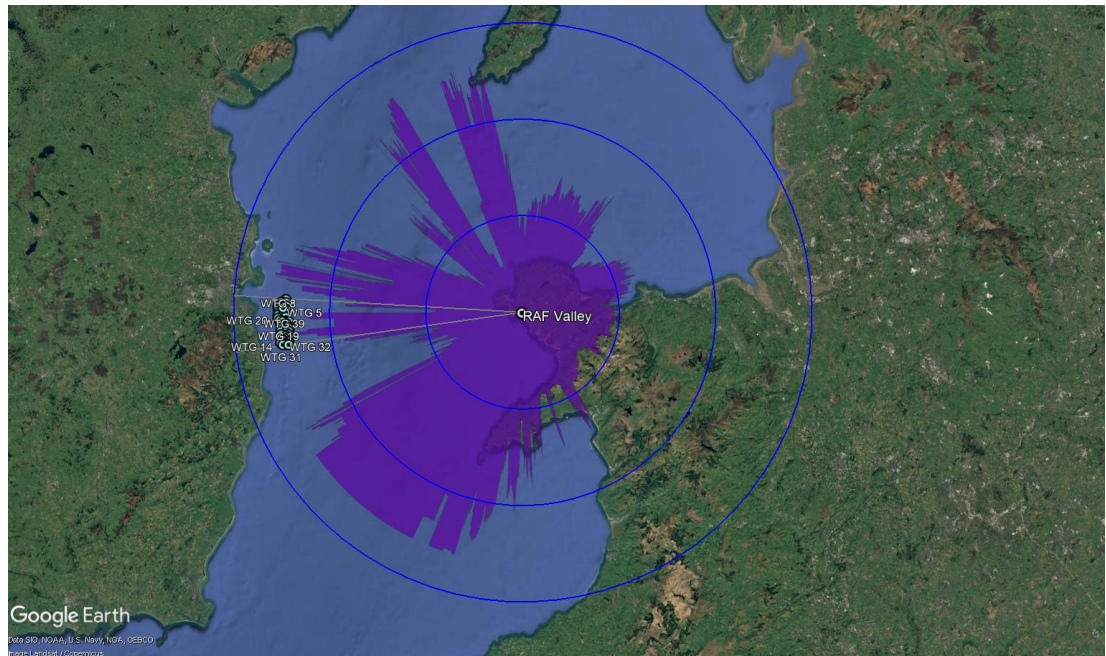 WTG 8
WTG 5
WTG 20
WTG 39
WTG 19
WTG 14
WTG 32
WTG 31
RAF Valley
Google Earth
Data SIO, NOAA, U.S. Navy, NGA, GEBCO
Image Landsat / Copernicus